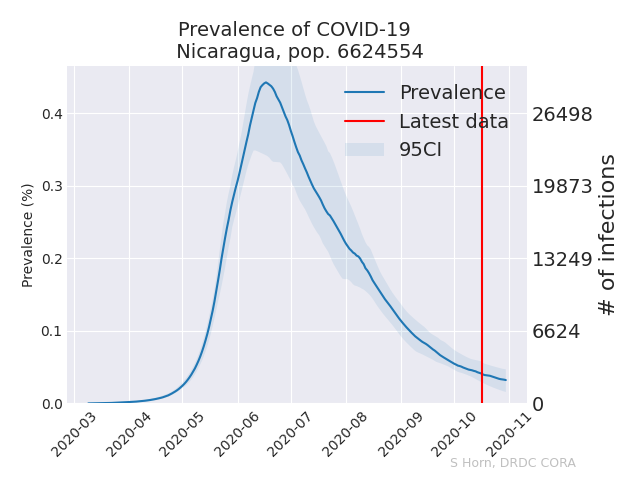 Prevalence of COVID-19
Nicaragua, pop. 6624554
Prevalence
Latest data
95CI
Prevalence (%)
0.4
0.3
0.2
0.1
0.0
26498
19873
13249
6624
0
# of infections
2020-03
2020-04
2020-05
2020-06
2020-07
2020-08
2020-09
2020-10
2020-11
S Horn, DRDC CORA